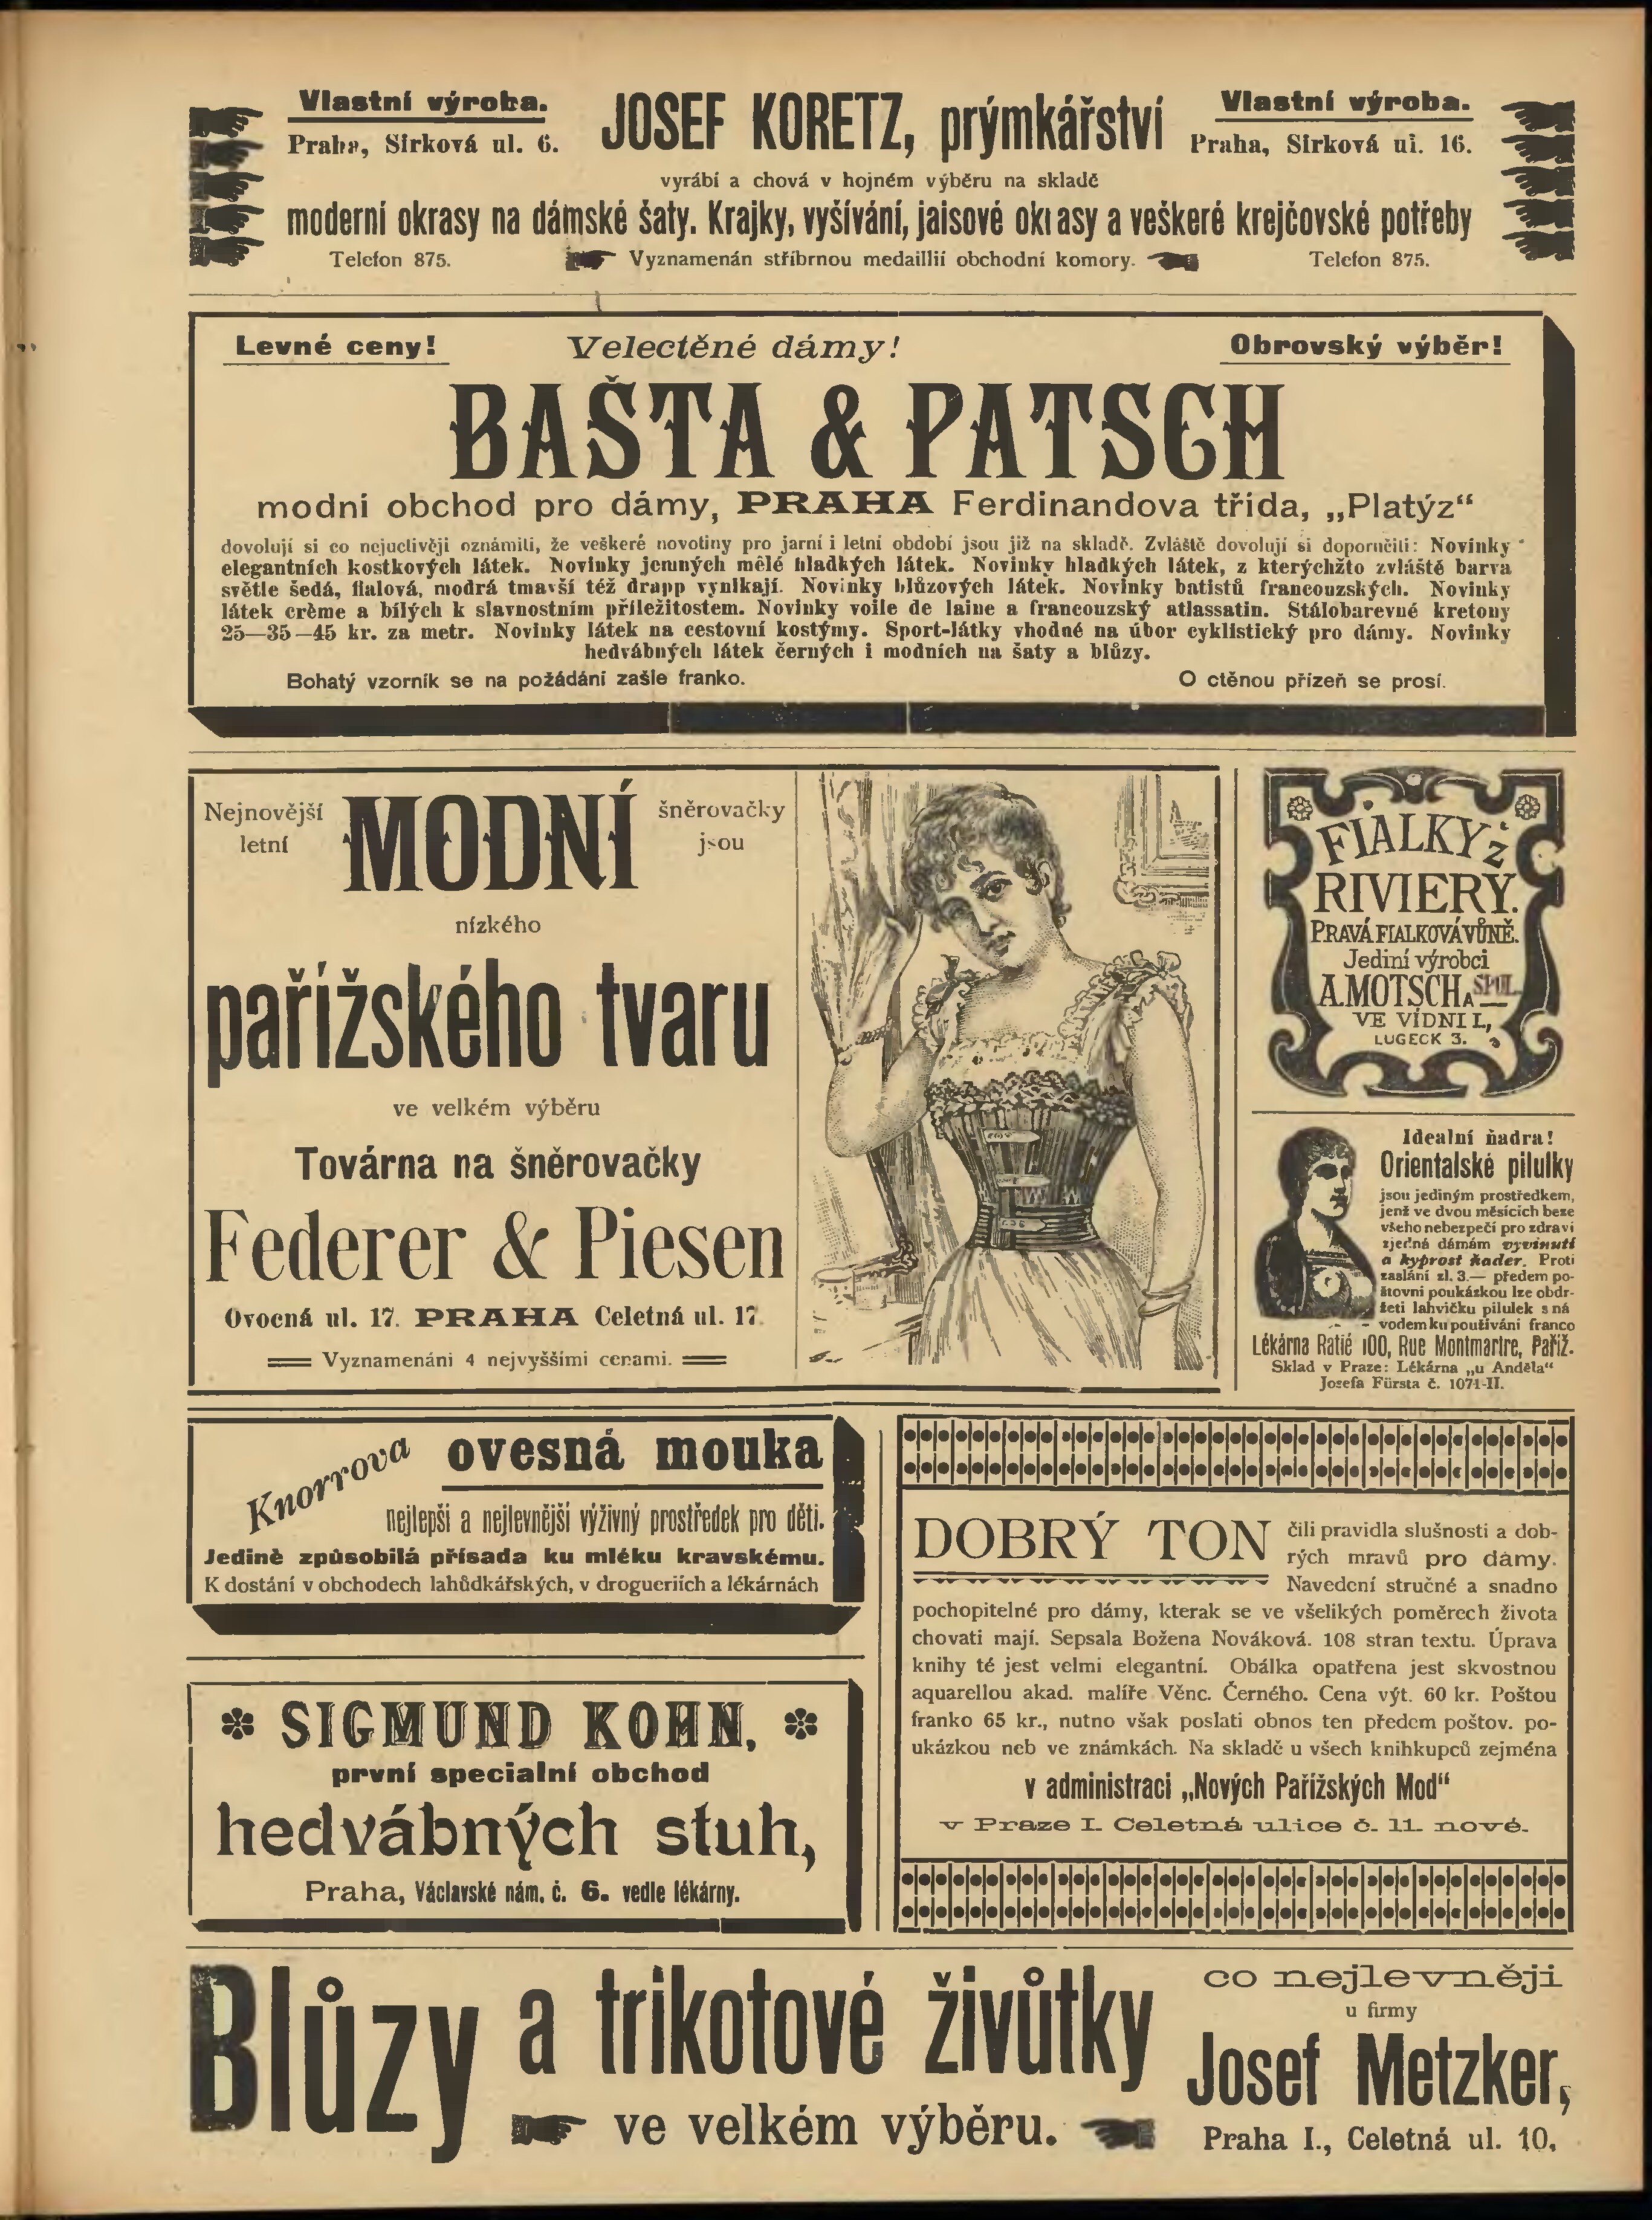 Vlastní výroba.
Praha, Sirková ul. 6.
JOSEF KORETZ, prýmkářství
Vlastní výroba.
Praha, Sirková ul. 16.
vyrábí a chová v hojném výběru na skladě
moderní okrasy na dámské šaty. Krajky, vyšívání, jaisové okrasy a veškeré krejčovské potřeby
Telefon 875.
Vyznamenán stříbrnou medaillií obchodní komory.
Telefon 875.
Levné ceny!
Velectěné dámy!
Obrovský výběr!
BAŠTA & PATSCH
modní obchod pro dámy, PRAHA Ferdinandova třída, „Platýz“
dovolují si co nejuctivěji oznámiti, že veškeré novotiny pro jarní i letní období jsou již na skladě. Zvláště dovolují si doporučiti: Novinky
elegantních kostkových látek. Novinky jemných mêlé hladkých látek. Novinky hladkých látek, z kterýchžto zvláště barva
světle šedá, fialová, modrá tmavší též drapp vynikají. Novinky blůzových látek. Novinky batistů francouzských. Novinky
látek crême a bílých k slavnostním příležitostem. Novinky voile de laine a francouzský atlassatin. Stálobarevné kretony
25—35—45 kr. za metr. Novinky látek na cestovní kostýmy. Sport-látky vhodné na úbor cyklistický pro dámy. Novinky
hedvábných látek černých i modních na šaty a blůzy.
Bohatý vzorník se na požádání zašle franko.
O ctěnou přízeň se prosí.
Nejnovější
letní
MODNÍ
šněrovačky
jsou
nízkého
pařížského tvaru
ve velkém výběru
Továrna na šněrovačky
Federer & Piesen
Ovocná ul. 17. PRAHA Celetná ul. 17.
Vyznamenáni 4 nejvyššími cenami.
FIALKY z
RIVIERY.
PRAVÁ FIALKOVÁ VŮNĚ.
Jediní výrobci
A. MOTSCH A SPOL.
VE VÍDNI I.,
LUGECK 3.
Idealní ňadra!
Orientalské pilulky
jsou jediným prostředkem,
jenž ve dvou měsících beze
všeho nebezpečí pro zdraví
zjedná dámám vyvinutí
a kyprost ňader. Proti
zaslání zl. 3.— předem po-
štovní poukázkou lze obdr-
žeti lahvičku pilulek s ná
vodem ku používání franco
Lékárna Ratié 100, Rue Montmartre, Paříž.
Sklad v Praze: Lékárna „u Anděla“
Josefa Fürsta č. 1071-II.
Knorrova
ovesná mouka
nejlepší a nejlevnější výživný prostředek pro děti.
Jedině způsobilá přísada ku mléku kravskému.
K dostání v obchodech lahůdkářských, v drogueriích a lékárnách
SIGMUND KOHN,
první specialní obchod
hedvábných stuh,
Praha, Václavské nám. č. 6. vedle lékárny.
DOBRÝ TON
čili pravidla slušnosti a dob-
rých mravů pro dámy.
Navedení stručné a snadno
pochopitelné pro dámy, kterak se ve všelikých poměrech života
chovati mají. Sepsala Božena Nováková. 108 stran textu. Úprava
knihy té jest velmi elegantní. Obálka opatřena jest skvostnou
aquarellou akad. malíře Věnc. Černého. Cena výt. 60 kr. Poštou
franko 65 kr., nutno však poslati obnos ten předem poštov. po-
ukázkou neb ve známkách. Na skladě u všech knihkupců zejména
v administraci „Nových Pařížských Mod“
v Praze I. Celetná ulice č. 11. nové.
Blůzy a trikotové živůtky
ve velkém výběru.
co nejlevněji
u firmy
Josef Metzker,
Praha I., Celetná ul. 10.